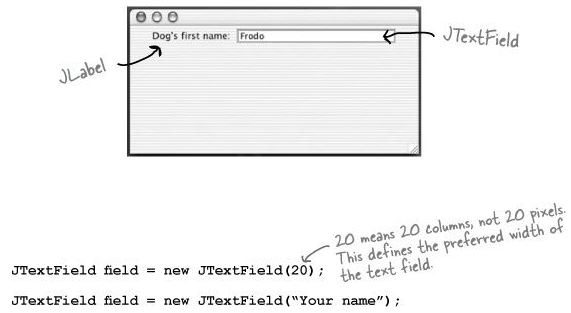 Dog's first name: Frodo
JTextField
JLabel
20 means 20 columns, not 20 pixels.
This defines the preferred width of
the text field.
JTextField field = new JTextField(20);
JTextField field = new JTextField(“Your name”);